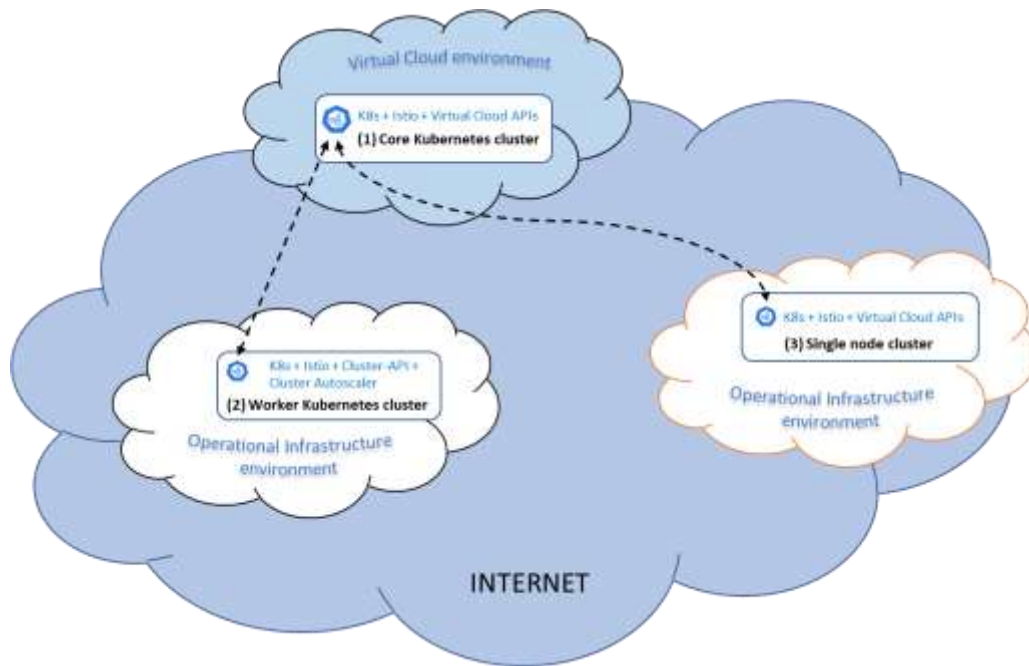 Virtual Cloud environment
K8s + Istio + Virtual Cloud APIs
(1) Core Kubernetes cluster
K8s + Istio + Virtual Cloud APIs
(3) Single node cluster
Operational Infrastructure
environment
K8s + Istio + Cluster-API +
Cluster Autoscaler
(2) Worker Kubernetes cluster
Operational Infrastructure
environment
INTERNET